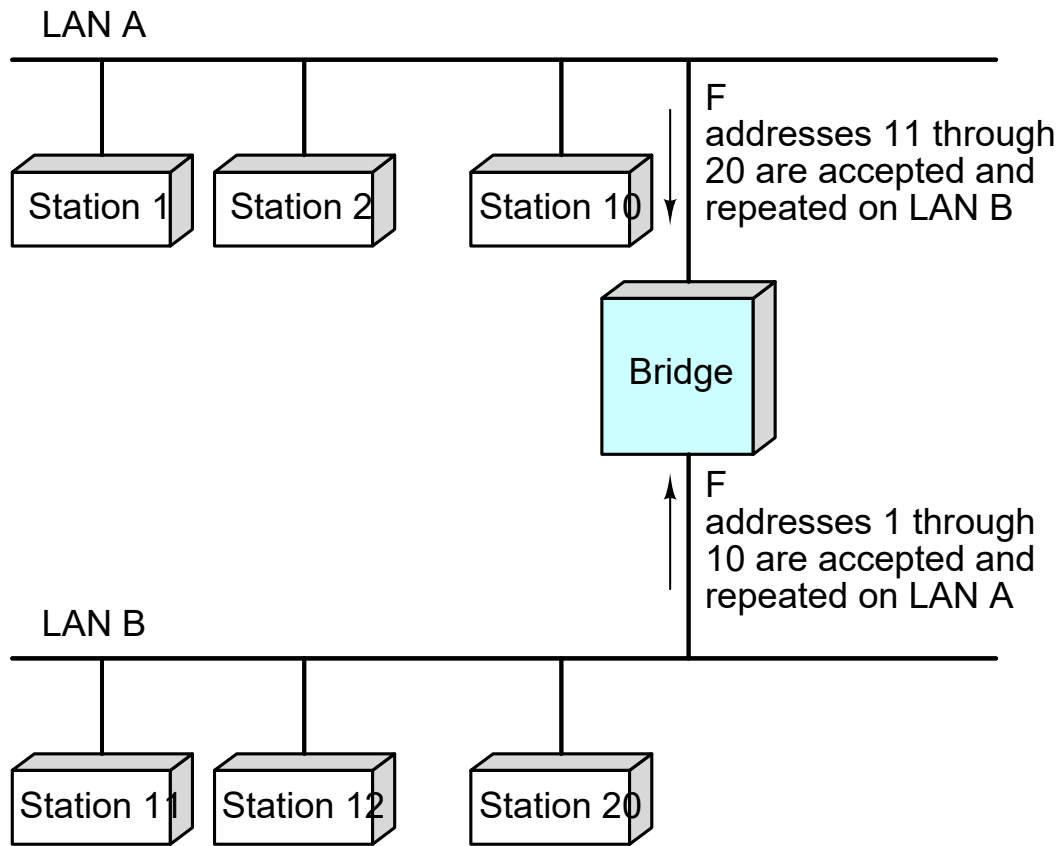 LAN A
Station 1
Station 2
Station 10
F
addresses 11 through
20 are accepted and
repeated on LAN B
Bridge
F
addresses 1 through
10 are accepted and
repeated on LAN A
LAN B
Station 11
Station 12
Station 20